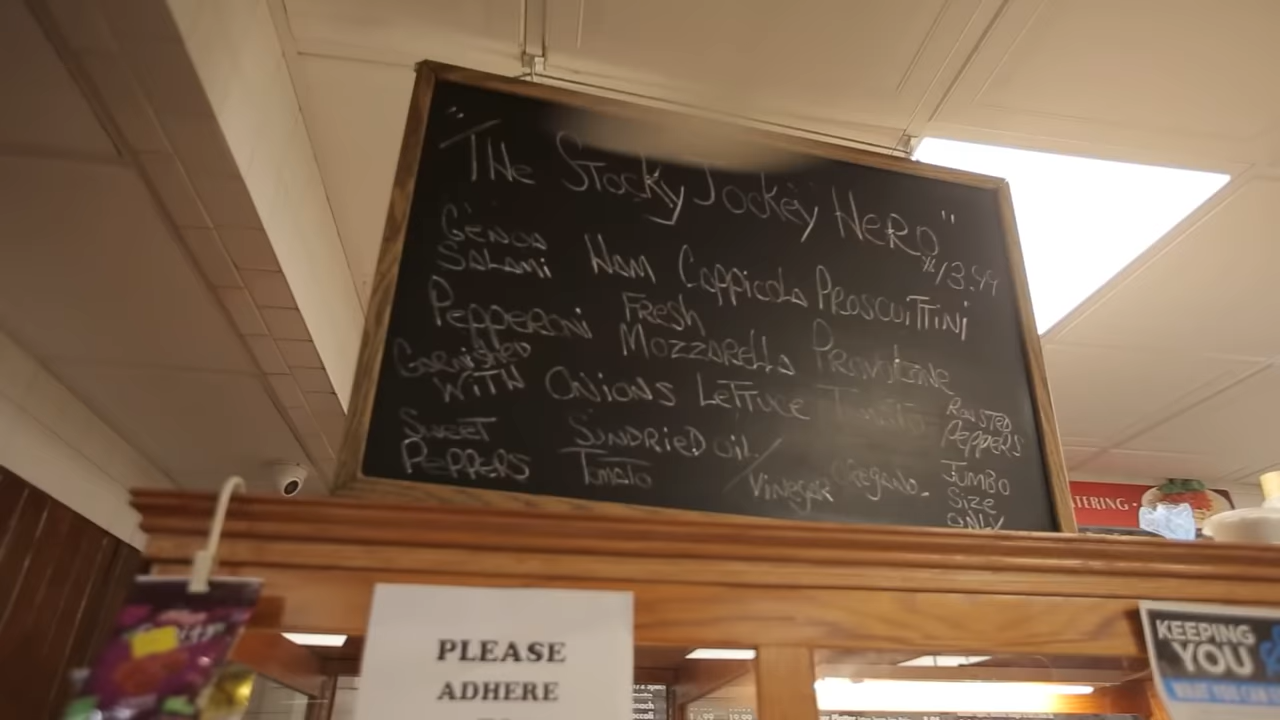 "THE STOCKY JOCKEY HERO"
13.99
GENOA SALAMI HAM CAPPICOLA PROSCUITTINI
PEPPERONI FRESH MOZZARELLA PROVOLONE
GARNISHED WITH ONIONS LETTUCE TOMATO ROASTED PEPPERS
SWEET PEPPERS SUNDRIED TOMATO OIL/VINEGAR OREGANO.
JUMBO SIZE ONLY
ATERING •
PLEASE
ADHERE
KEEPING
YOU